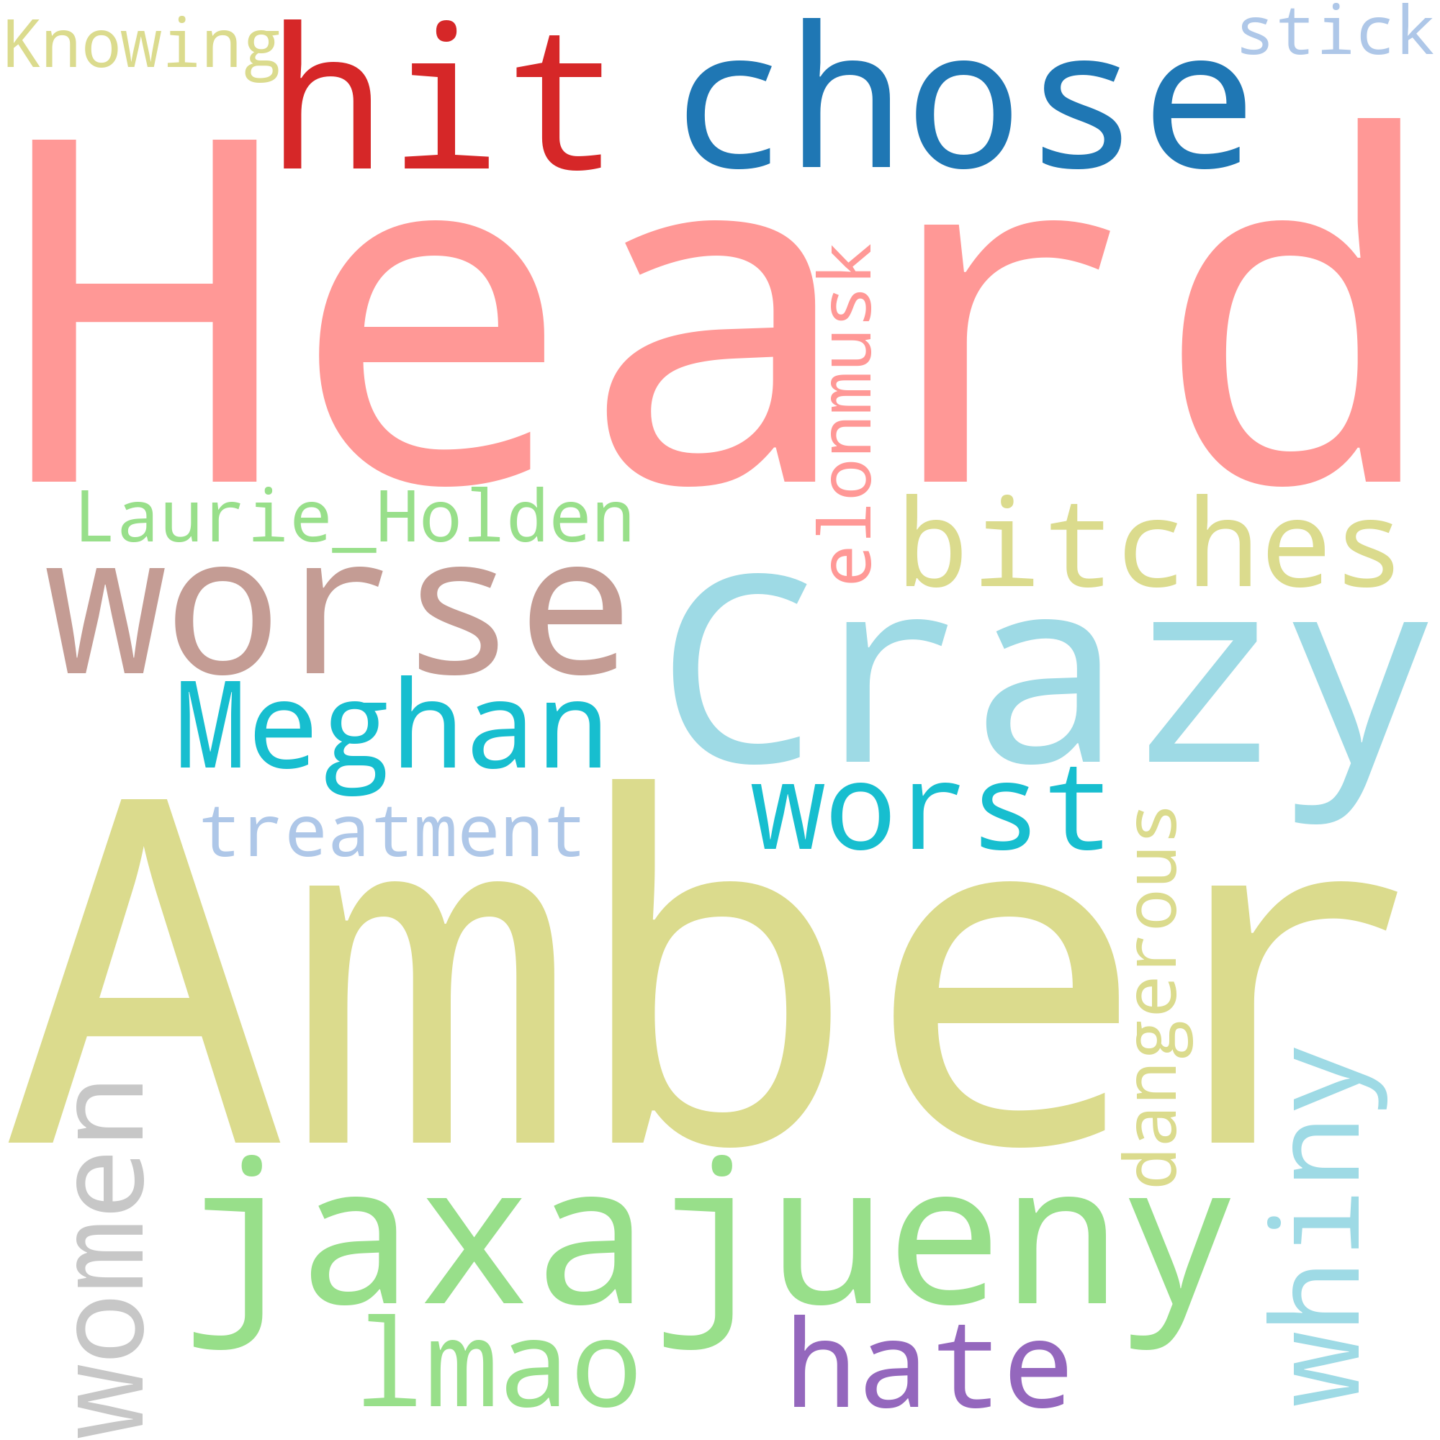 Knowing
hit
chose
stick
Heard
elonmusk
Laurie_Holden
bitches
worse
Crazy
Meghan
worst
treatment
Amber
dangerous
women
whiny
jaxajueny
lmao
hate